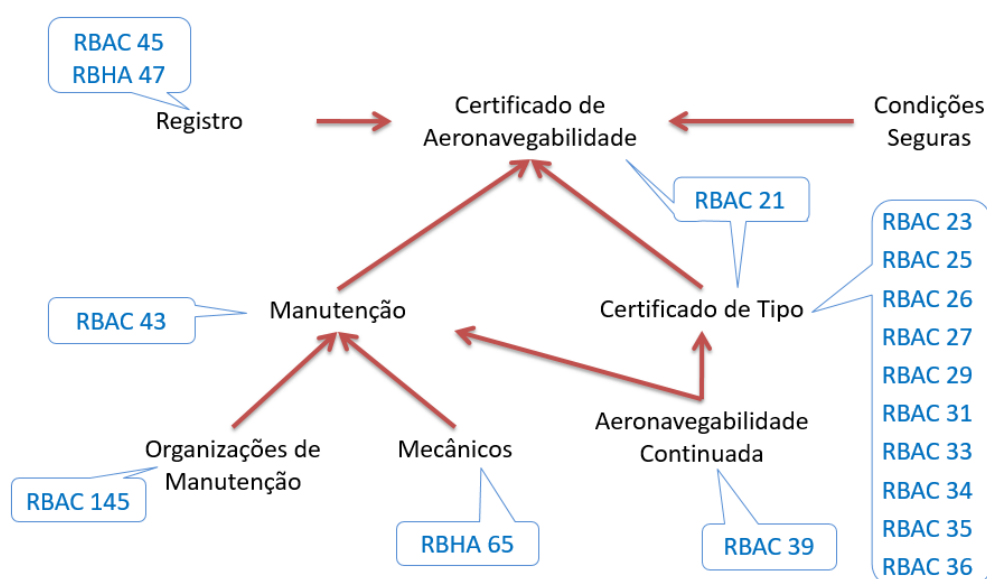 RBAC 45
RBHA 47
Registro
Certificado de
Aeronavegabilidade
Condições
Seguras
RBAC 21
RBAC 23
RBAC 25
RBAC 26
RBAC 27
RBAC 29
RBAC 31
RBAC 33
RBAC 34
RBAC 35
RBAC 36
RBAC 43
Manutenção
Certificado de Tipo
Organizações de
Manutenção
Mecânicos
Aeronavegabilidade
Continuada
RBAC 145
RBHA 65
RBAC 39